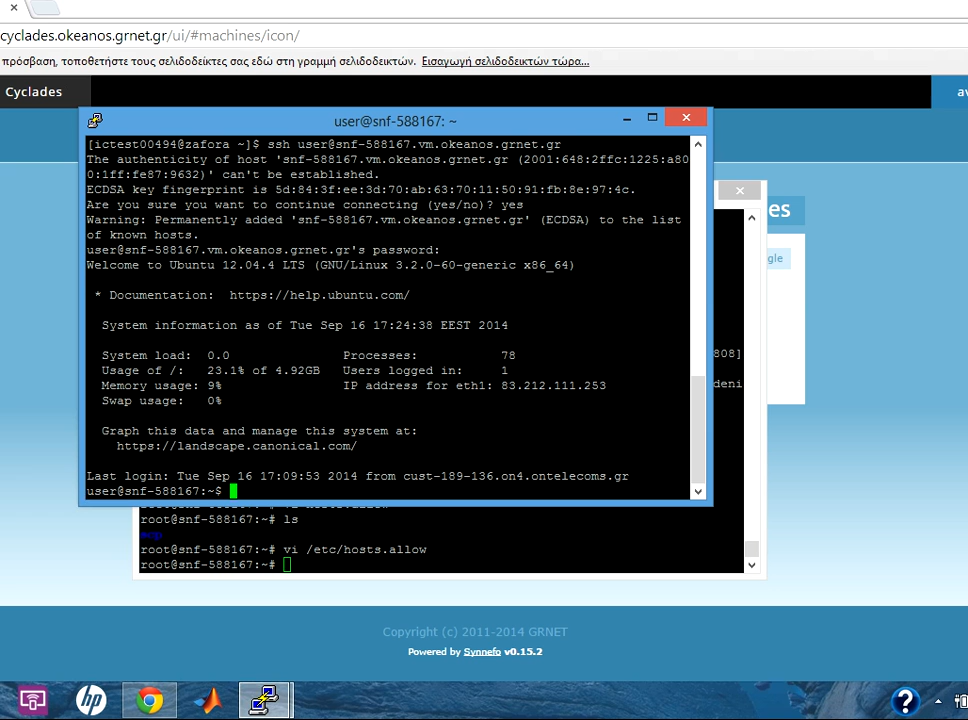 cyclades.okeanos.grnet.gr/ui/#machines/icon/
πρόσβαση, τοποθετήστε τους σελιδοδείκτες σας εδώ στη γραμμή σελιδοδεικτών. Εισαγωγή σελιδοδεικτών τώρα...
Cyclades
av
user@snf-588167: ~
[ictest00494@zafora ~]$ ssh user@snf-588167.vm.okeanos.grnet.gr
The authenticity of host 'snf-588167.vm.okeanos.grnet.gr (2001:648:2ffc:1225:a80
0:1ff:fe87:9632)' can't be established.
ECDSA key fingerprint is 5d:84:3f:ee:3d:70:ab:63:70:11:50:91:fb:8e:97:4c.
Are you sure you want to continue connecting (yes/no)? yes
Warning: Permanently added 'snf-588167.vm.okeanos.grnet.gr' (ECDSA) to the list
of known hosts.
user@snf-588167.vm.okeanos.grnet.gr's password:
Welcome to Ubuntu 12.04.4 LTS (GNU/Linux 3.2.0-60-generic x86_64)
* Documentation: https://help.ubuntu.com/
System information as of Tue Sep 16 17:24:38 EEST 2014
System load: 0.0 Processes: 78
Usage of /: 23.1% of 4.92GB Users logged in: 1
Memory usage: 9% IP address for eth1: 83.212.111.253
Swap usage: 0%
Graph this data and manage this system at:
https://landscape.canonical.com/
Last login: Tue Sep 16 17:09:53 2014 from cust-189-136.on4.ontelecoms.gr
user@snf-588167:~$
es
gle
808]
deni
root@snf-588167:~# ls
root@snf-588167:~# vi /etc/hosts.allow
root@snf-588167:~#
Copyright (c) 2011-2014 GRNET
Powered by Synnefo v0.15.2
hp
?